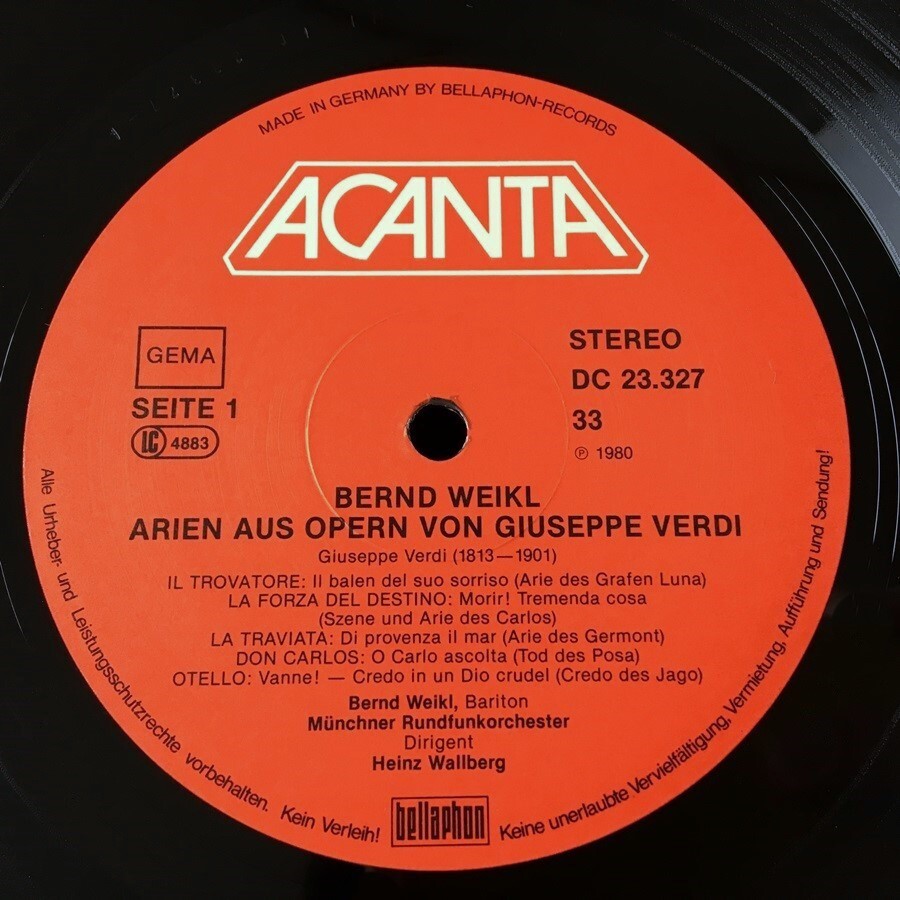 MADE IN GERMANY BY BELLAPHON-RECORDS
ACANTA
GEMA
SEITE 1
LC 4883
STEREO
DC 23.327
33
℗ 1980
BERND WEIKL
ARIEN AUS OPERN VON GIUSEPPE VERDI
Giuseppe Verdi (1813—1901)
IL TROVATORE: Il balen del suo sorriso (Arie des Grafen Luna)
LA FORZA DEL DESTINO: Morir! Tremenda cosa
(Szene und Arie des Carlos)
LA TRAVIATA: Di provenza il mar (Arie des Germont)
DON CARLOS: O Carlo ascolta (Tod des Posa)
OTELLO: Vanne! — Credo in un Dio crudel (Credo des Jago)
Bernd Weikl, Bariton
Münchner Rundfunkorchester
Dirigent
Heinz Wallberg
Alle Urheber- und Leistungsschutzrechte vorbehalten. Kein Verleih!
bellaphon
Keine unerlaubte Vervielfältigung, Vermietung, Aufführung und Sendung!